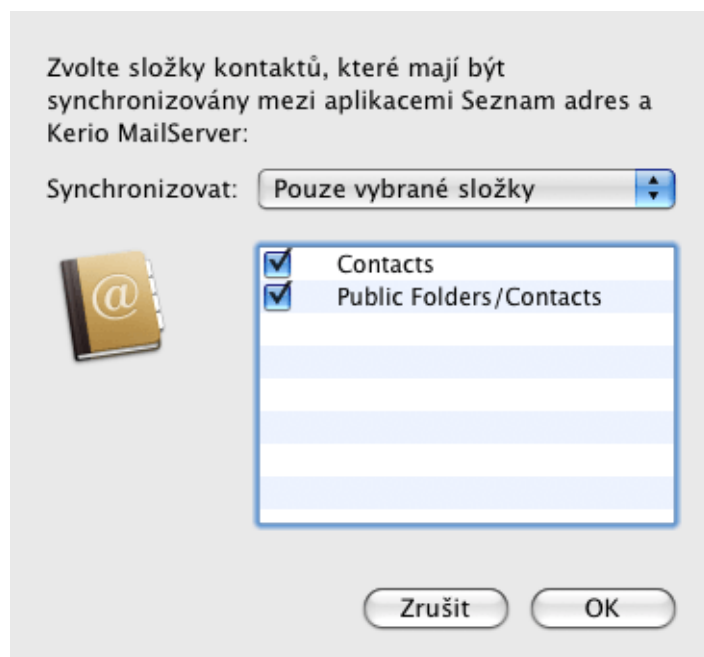 Zvolte složky kontaktů, které mají být
synchronizovány mezi aplikacemi Seznam adres a
Kerio MailServer:
Synchronizovat: Pouze vybrané složky
@
Contacts
Public Folders/Contacts
Zrušit OK